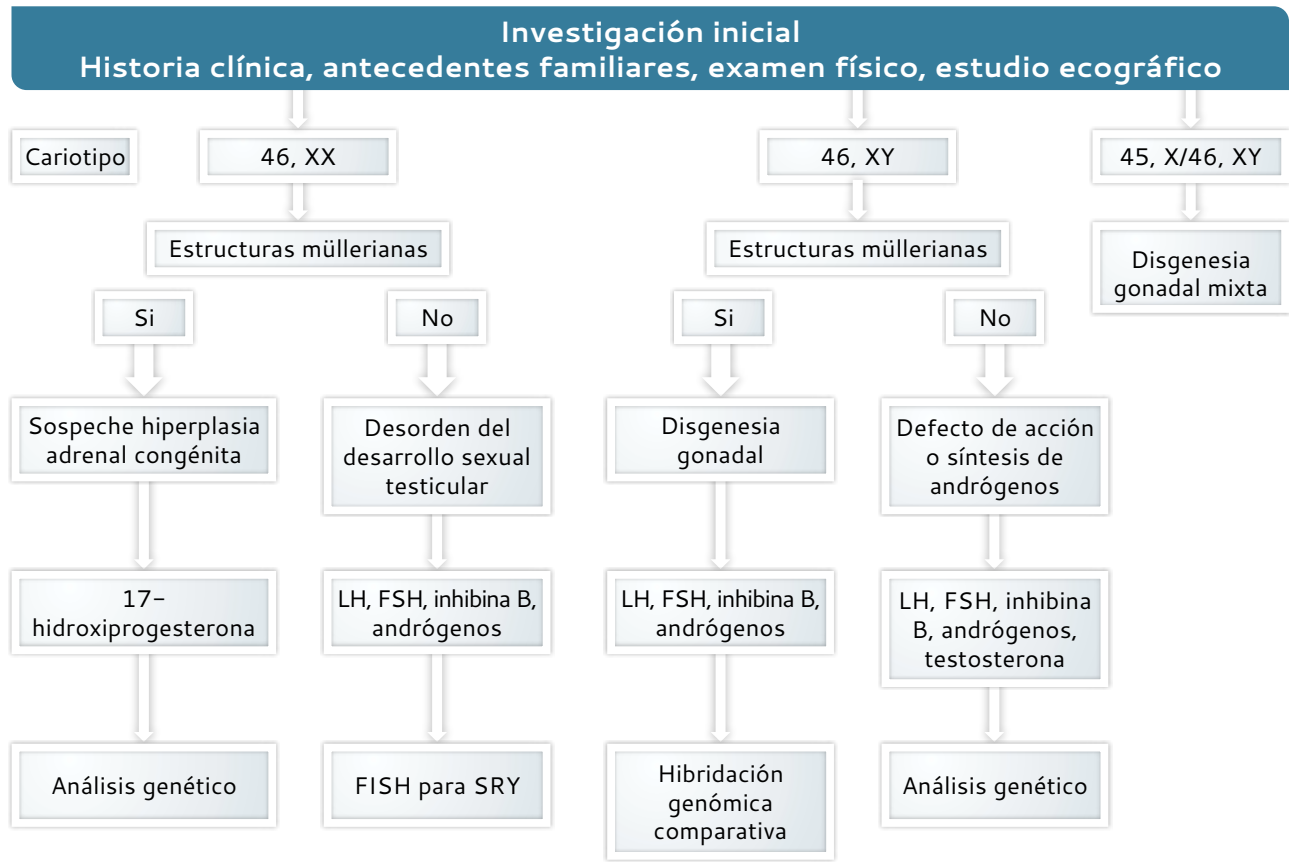 Investigación inicial
Historia clínica, antecedentes familiares, examen físico, estudio ecográfico
Cariotipo
46, XX
46, XY
45, X/46, XY
Estructuras müllerianas
Estructuras müllerianas
Disgenesia
gonadal mixta
Si
No
Si
No
Sospeche hiperplasia
adrenal congénita
Desorden del
desarrollo sexual
testicular
Disgenesia
gonadal
Defecto de acción
o síntesis de
andrógenos
17-
hidroxiprogesterona
LH, FSH, inhibina B,
andrógenos
LH, FSH, inhibina B,
andrógenos
LH, FSH, inhibina
B, andrógenos,
testosterona
Análisis genético
FISH para SRY
Hibridación
genómica
comparativa
Análisis genético